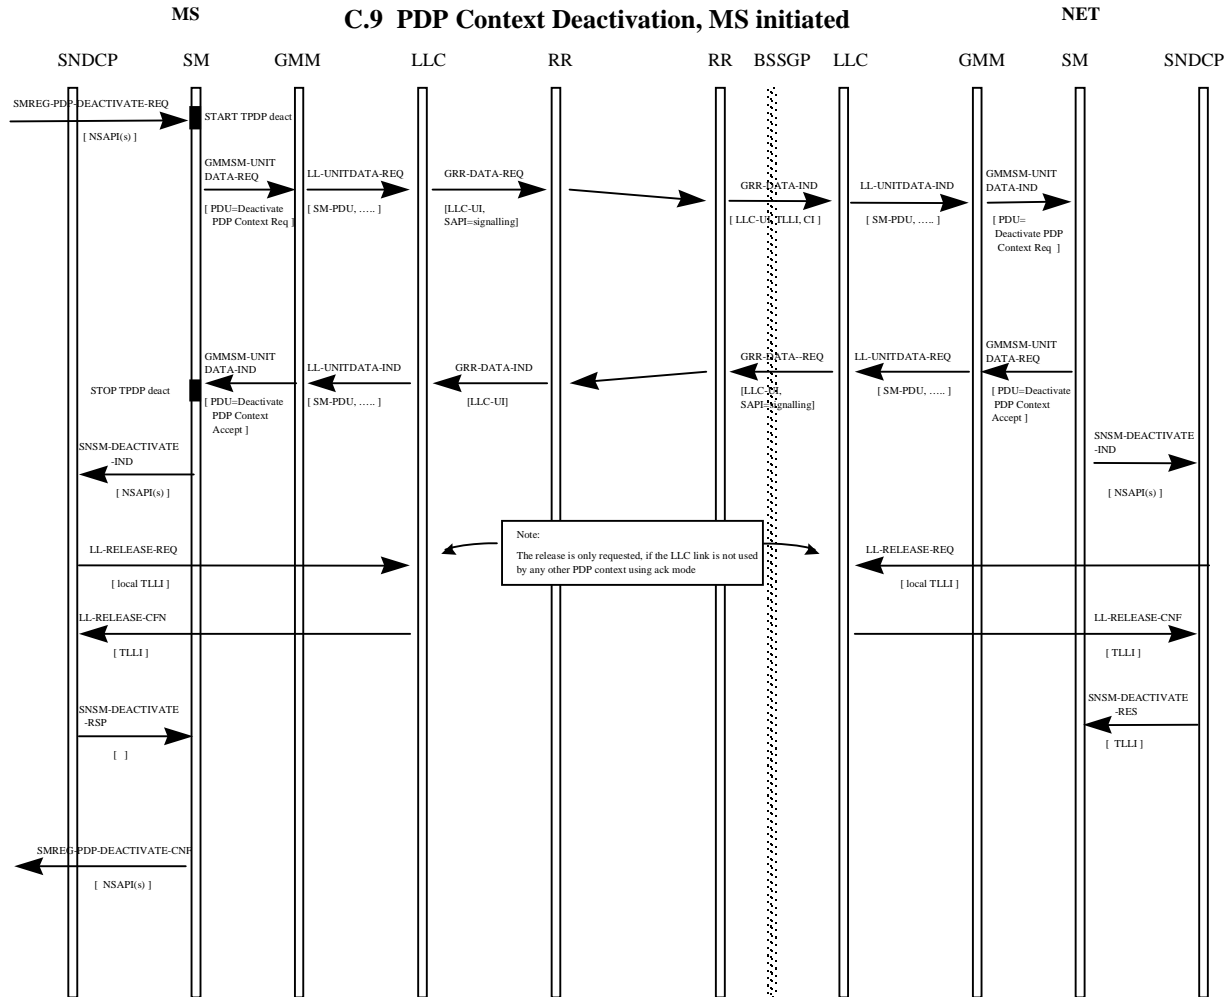 MS
C.9 PDP Context Deactivation, MS initiated
NET
SNDCP
SM
GMM
LLC
RR
RR
BSSGP
LLC
GMM
SM
SNDCP
SMREG-PDP-DEACTIVATE-REQ
[ NSAPI(s) ]
START TPDP deact
GMMSM-UNIT
DATA-REQ
[ PDU=Deactivate
PDP Context Req ]
LL-UNITDATA-REQ
[ SM-PDU, ..... ]
GRR-DATA-REQ
[LLC-UI,
SAPI=signalling]
GRR-DATA-IND
[ LLC-UI, TLLI, CI ]
LL-UNITDATA-IND
[ SM-PDU, ..... ]
GMMSM-UNIT
DATA-IND
[ PDU=
Deactivate PDP
Context Req ]
STOP TPDP deact
GMMSM-UNIT
DATA-IND
[ PDU=Deactivate
PDP Context
Accept ]
LL-UNITDATA-IND
[ SM-PDU, ..... ]
GRR-DATA-IND
[LLC-UI]
GRR-DATA--REQ
[LLC-UI,
SAPI=signalling]
LL-UNITDATA-REQ
[ SM-PDU, ..... ]
GMMSM-UNIT
DATA-REQ
[ PDU=Deactivate
PDP Context
Accept ]
SNSM-DEACTIVATE
-IND
[ NSAPI(s) ]
SNSM-DEACTIVATE
-IND
[ NSAPI(s) ]
LL-RELEASE-REQ
[ local TLLI ]
Note:
The release is only requested, if the LLC link is not used
by any other PDP context using ack mode
LL-RELEASE-REQ
[ local TLLI ]
LL-RELEASE-CFN
[ TLLI ]
LL-RELEASE-CNF
[ TLLI ]
SNSM-DEACTIVATE
-RSP
[ ]
SNSM-DEACTIVATE
-RES
[ TLLI ]
SMREG-PDP-DEACTIVATE-CNF
[ NSAPI(s) ]